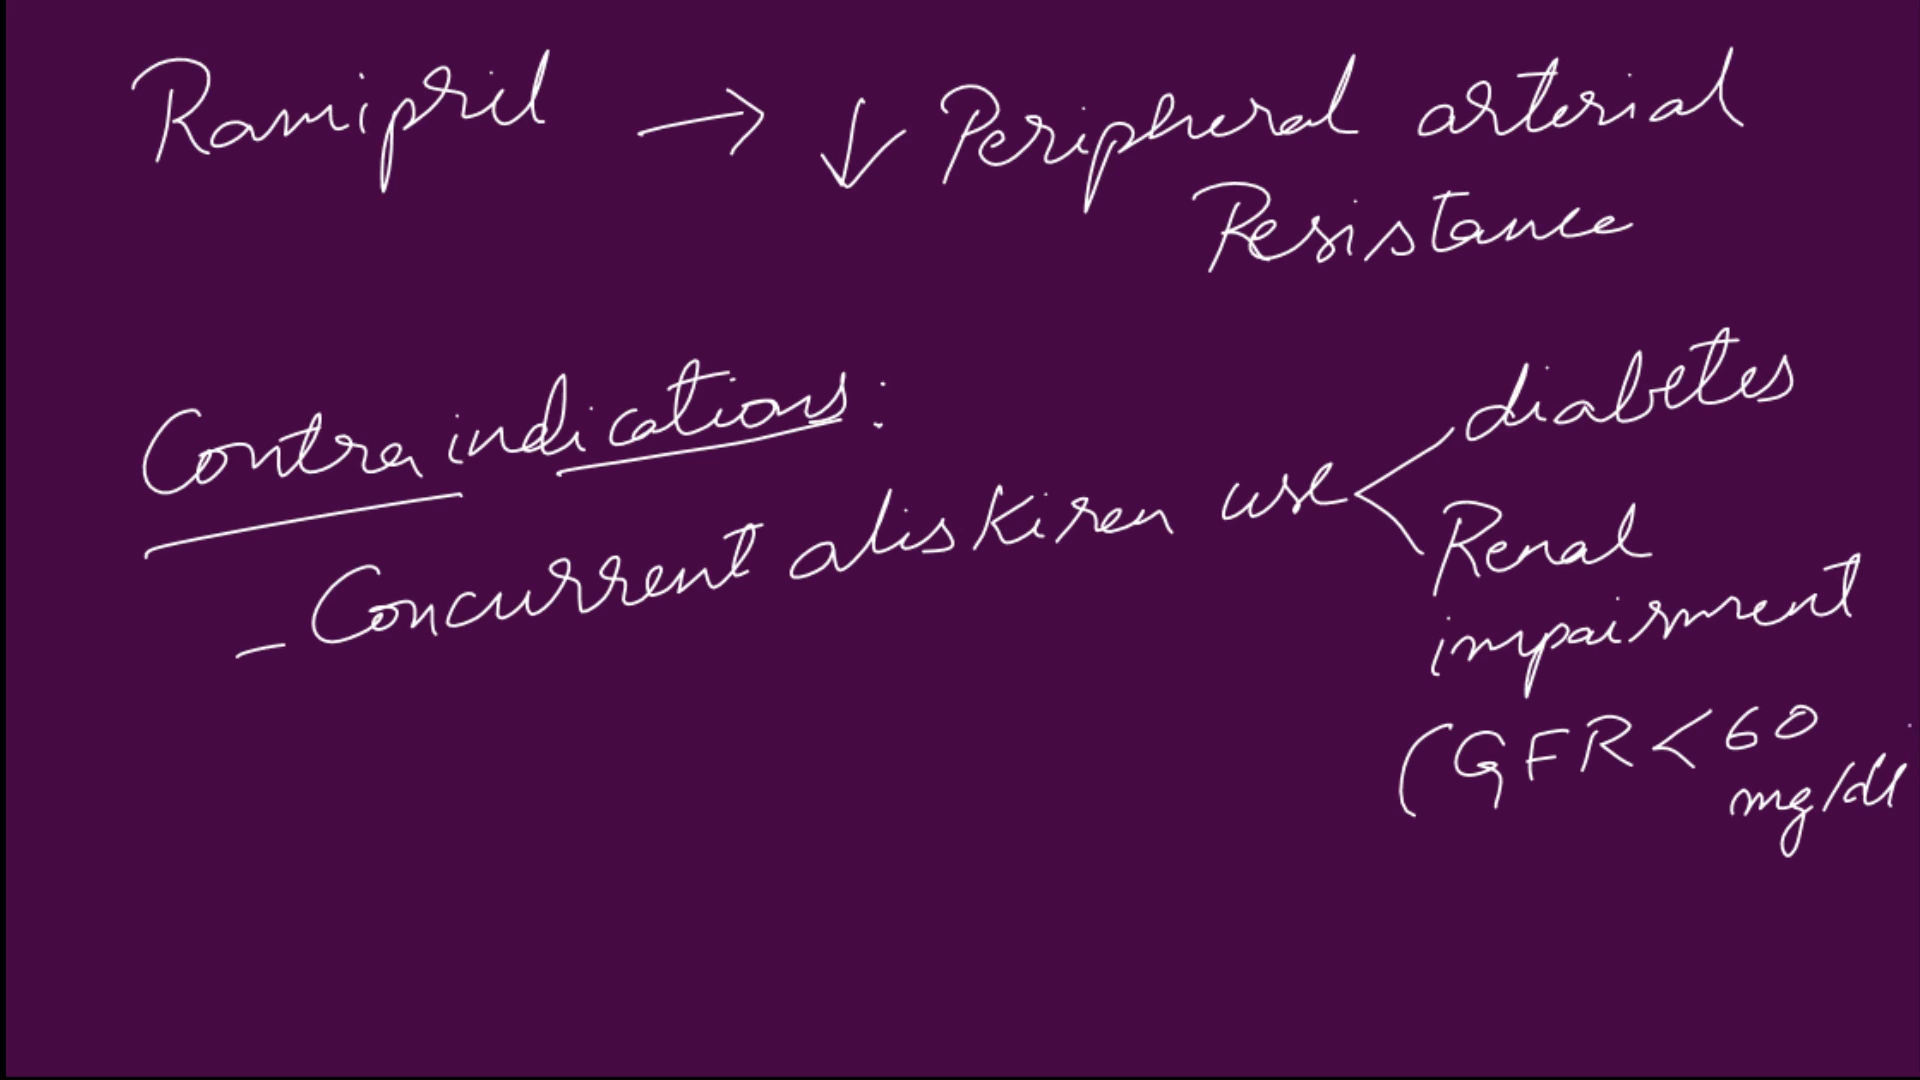 Ramipril → ↓ Peripheral arterial
Resistance
Contraindications:
- Concurrent aliskiren use < diabetes
Renal
impairment
(GFR < 60
mg/dl